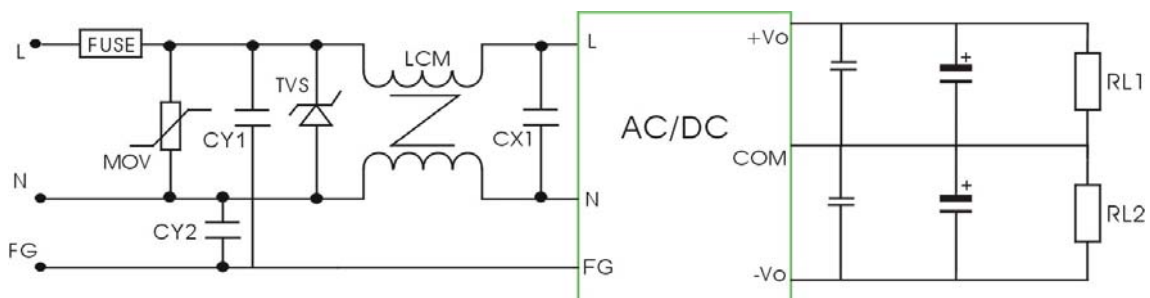 L
FUSE
LCM
L
+Vo
TVS
RL1
MOV
CY1
CX1
AC/DC
COM
N
N
CY2
RL2
FG
FG
-Vo
+
+